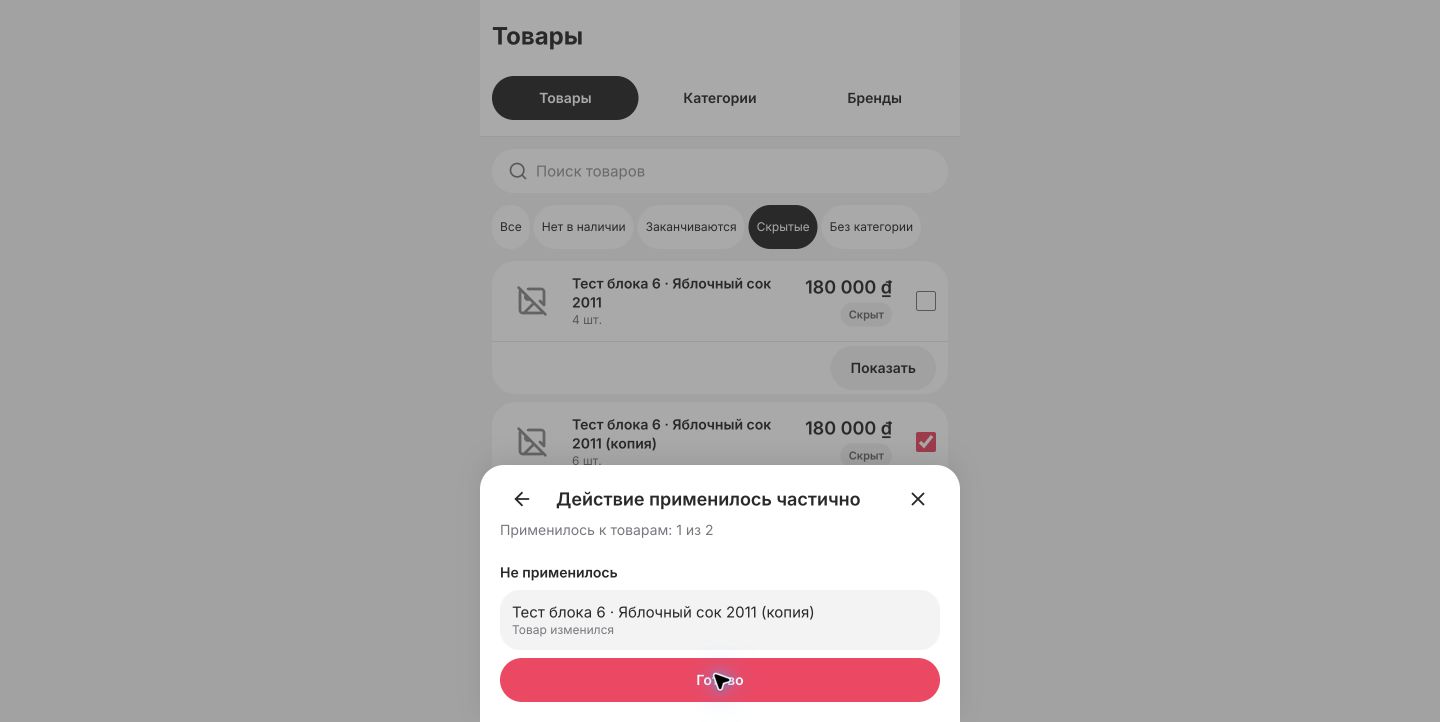 Товары
Товары
Категории
Бренды
Поиск товаров
Все
Нет в наличии
Заканчиваются
Скрытые
Без категории
Тест блока 6 · Яблочный сок
2011
4 шт.
180 000 ₫
Скрыт
Показать
Тест блока 6 · Яблочный сок
2011 (копия)
6 шт.
180 000 ₫
Скрыт
Действие применилось частично
Применилось к товарам: 1 из 2
Не применилось
Тест блока 6 · Яблочный сок 2011 (копия)
Товар изменился
Готово